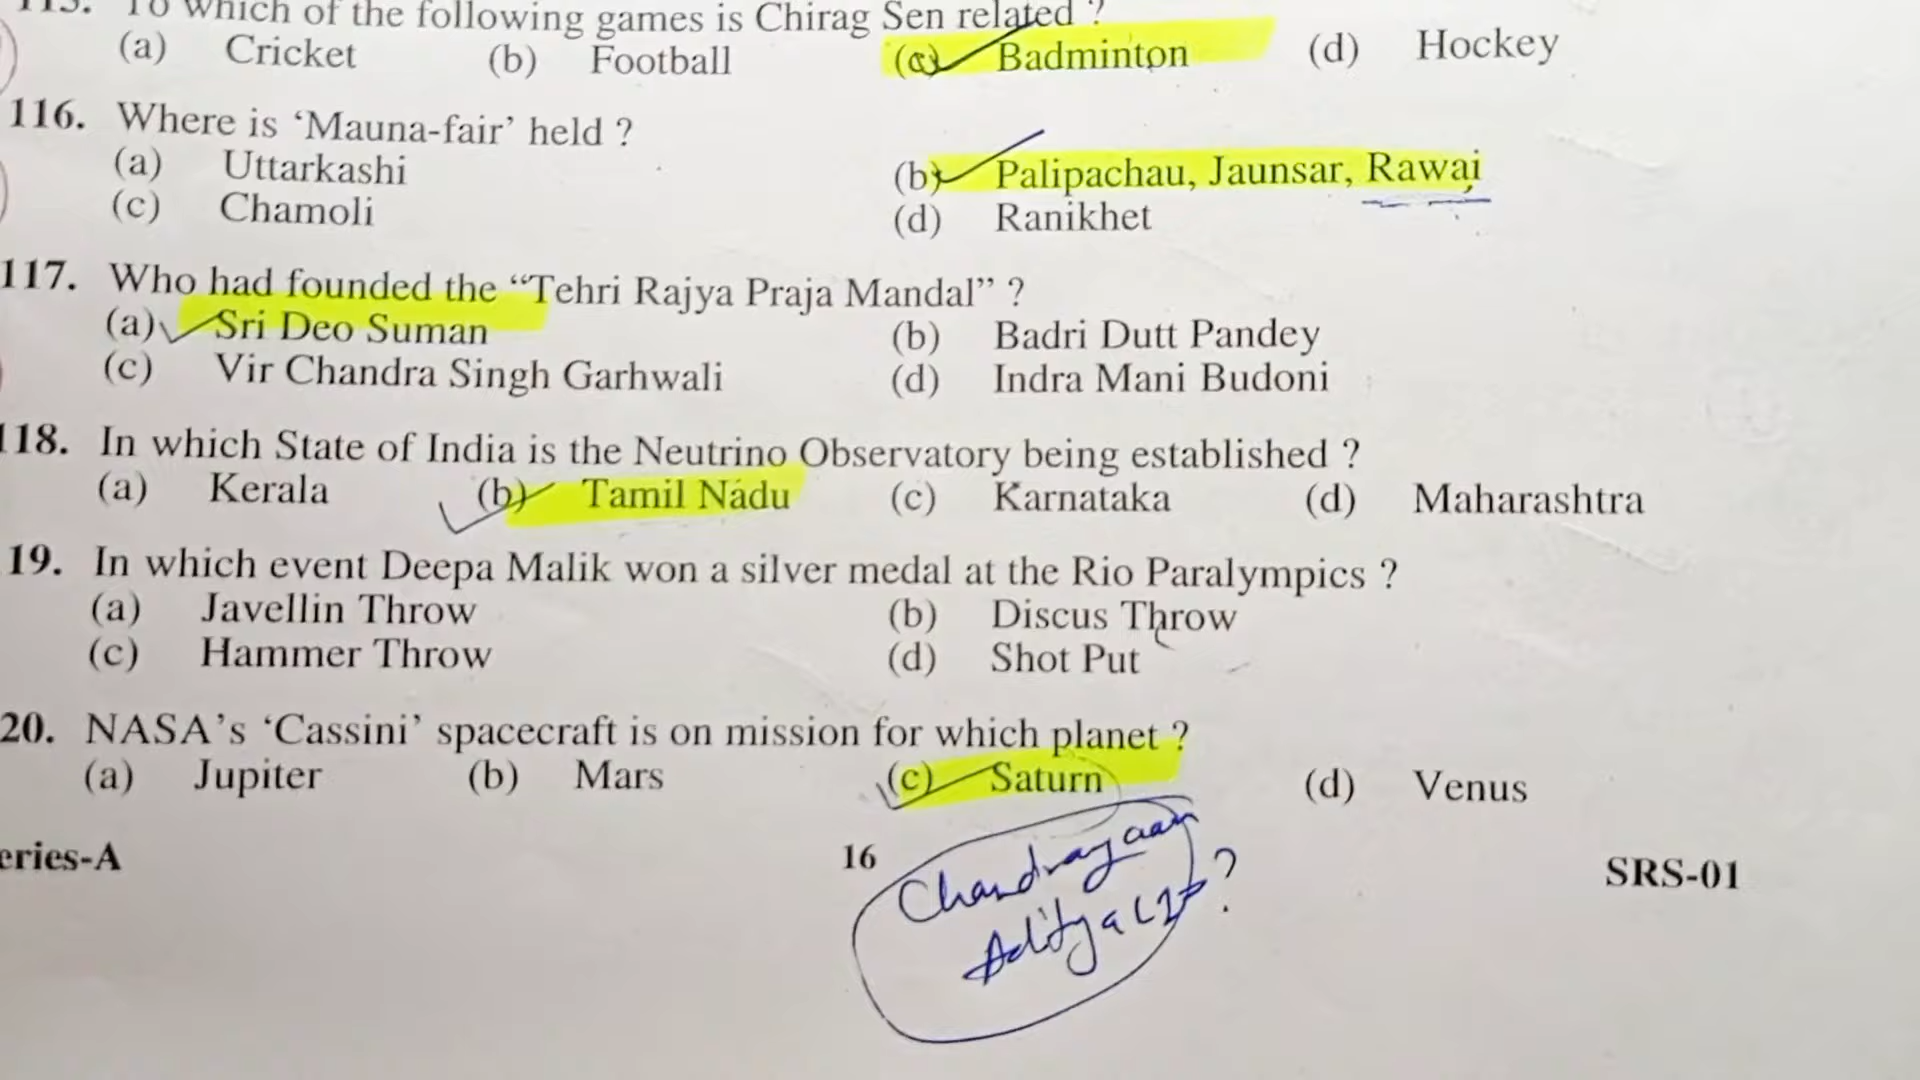 115. To which of the following games is Chirag Sen related ?
(a) Cricket (b) Football (c) Badminton (d) Hockey
116. Where is ‘Mauna-fair’ held ?
(a) Uttarkashi (b) Palipachau, Jaunsar, Rawai
(c) Chamoli (d) Ranikhet
117. Who had founded the “Tehri Rajya Praja Mandal” ?
(a) Sri Deo Suman (b) Badri Dutt Pandey
(c) Vir Chandra Singh Garhwali (d) Indra Mani Budoni
118. In which State of India is the Neutrino Observatory being established ?
(a) Kerala (b) Tamil Nadu (c) Karnataka (d) Maharashtra
19. In which event Deepa Malik won a silver medal at the Rio Paralympics ?
(a) Javellin Throw (b) Discus Throw
(c) Hammer Throw (d) Shot Put
20. NASA’s ‘Cassini’ spacecraft is on mission for which planet ?
(a) Jupiter (b) Mars (c) Saturn (d) Venus
eries-A 16 SRS-01
Chandrayaan
Aditya ?